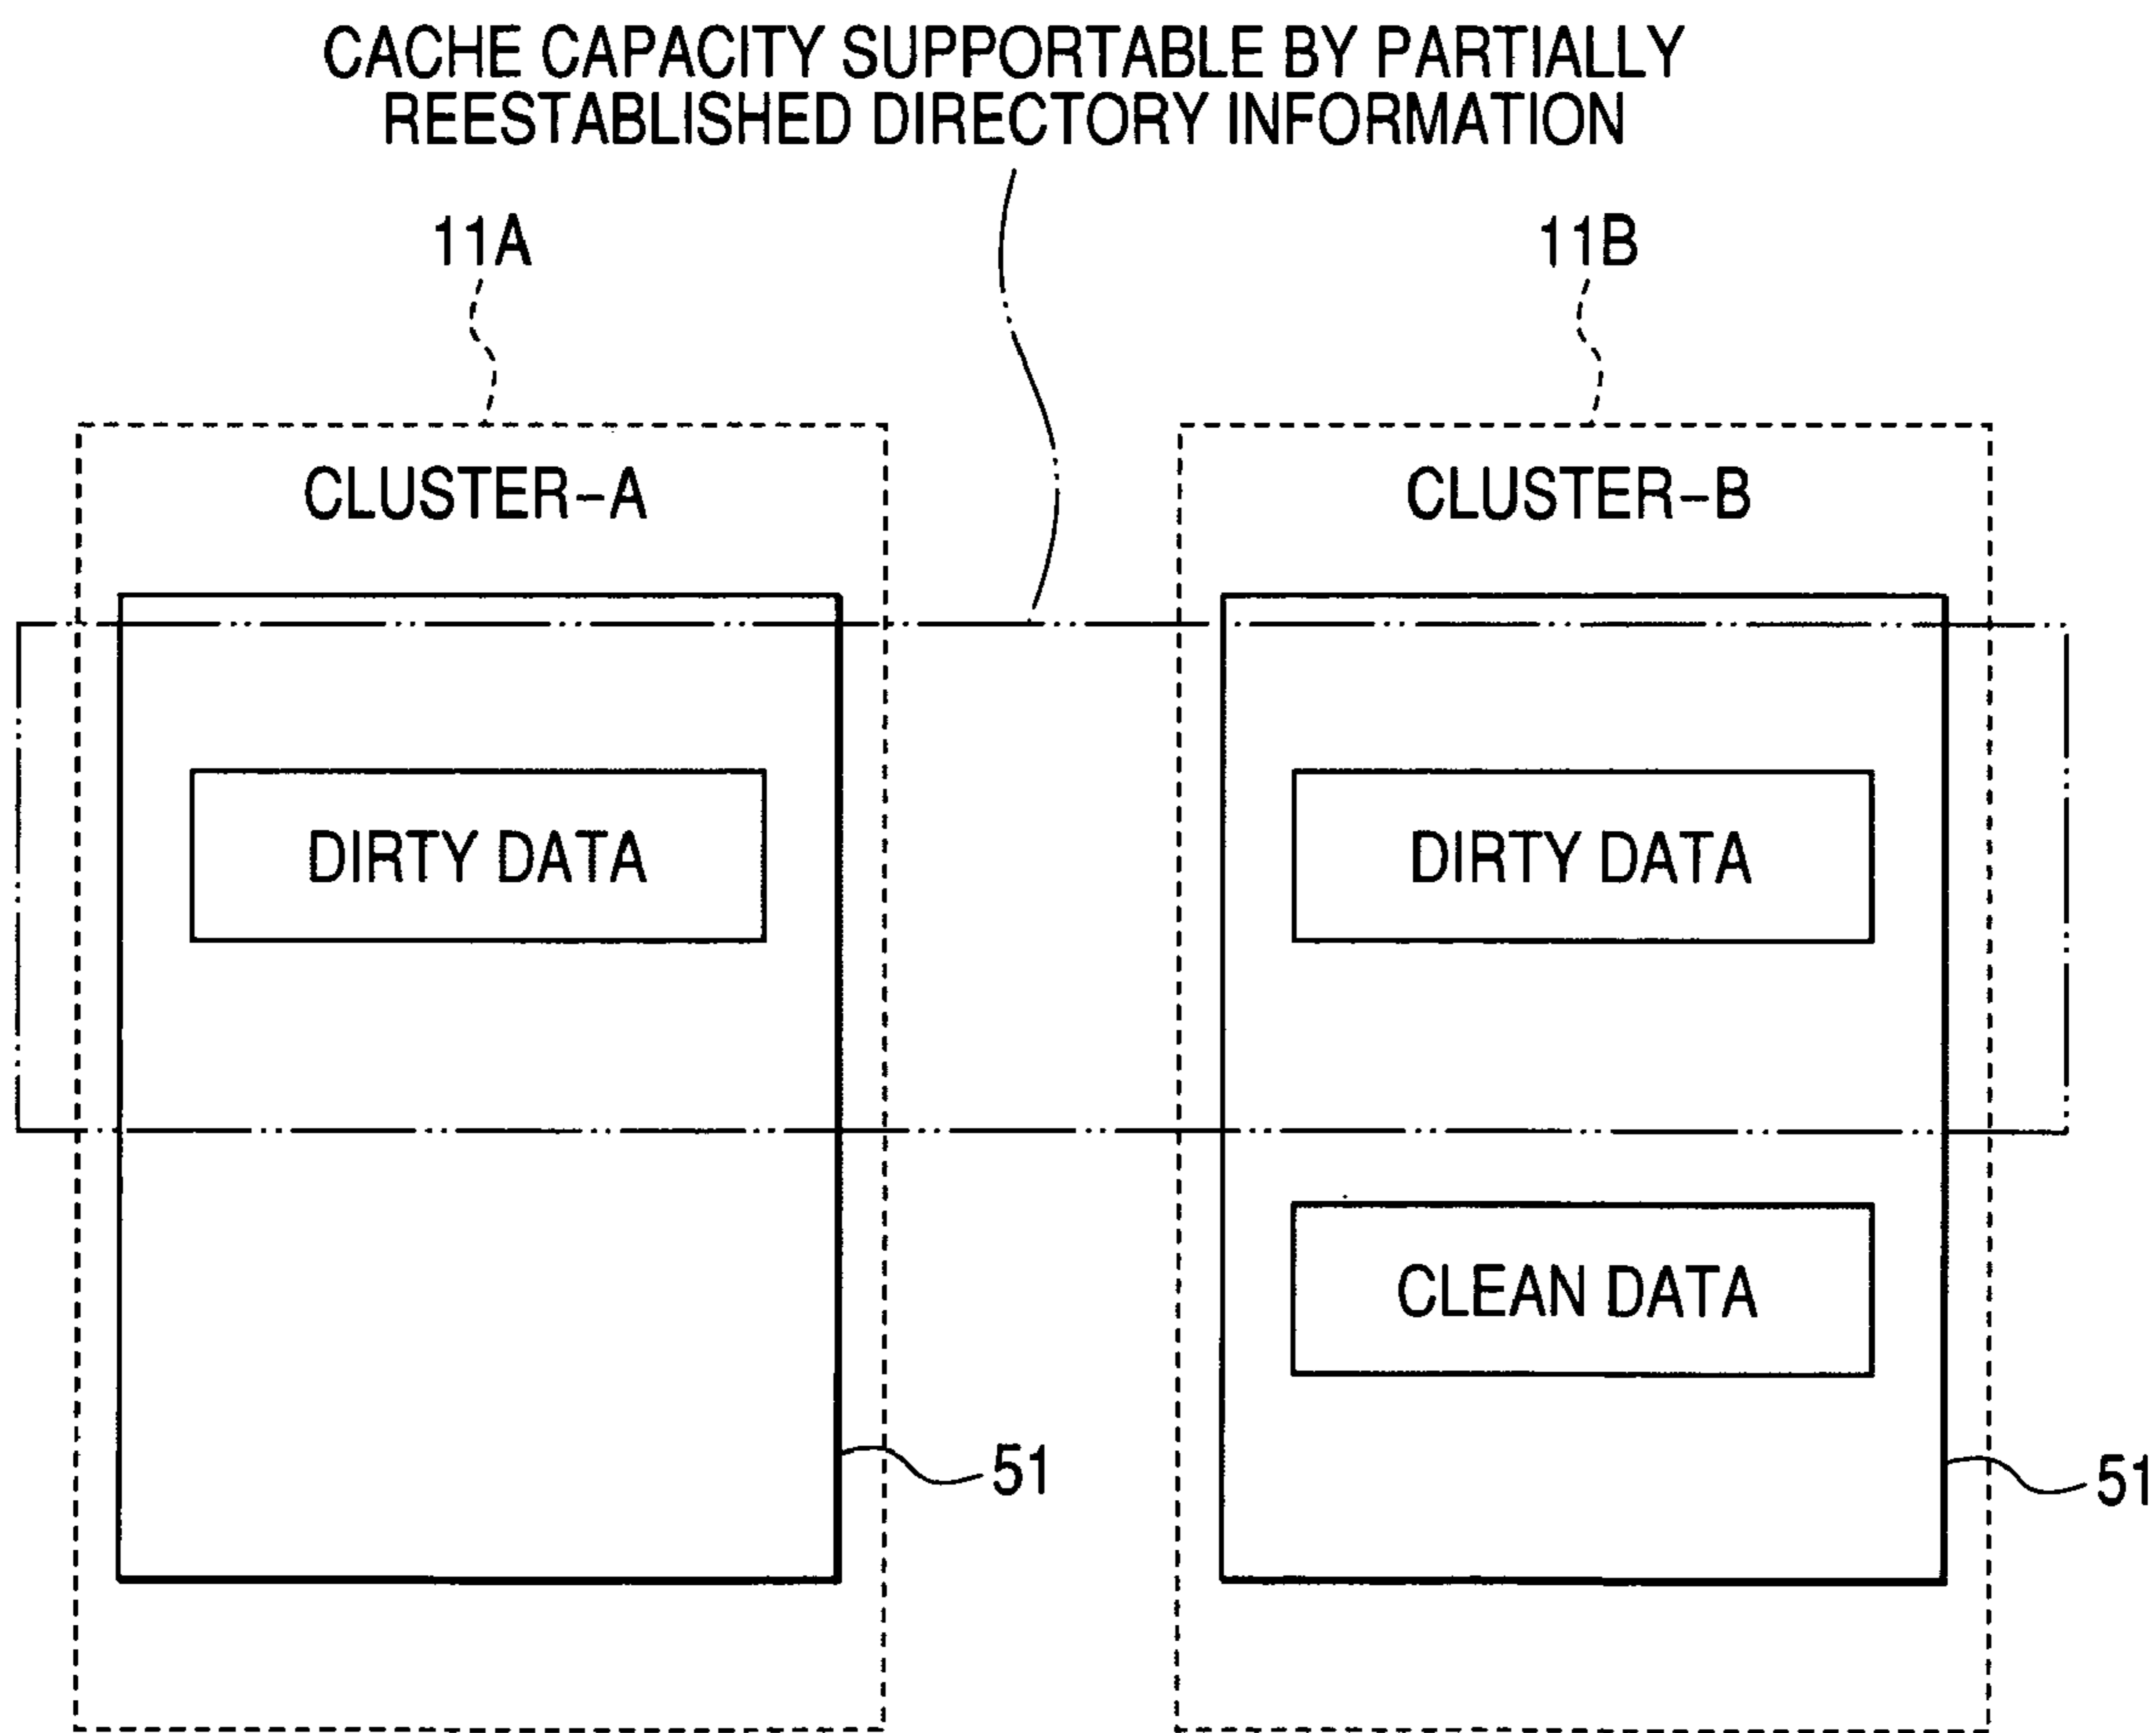 CACHE CAPACITY SUPPORTABLE BY PARTIALLY
REESTABLISHED DIRECTORY INFORMATION
11A
11B
CLUSTER-A
CLUSTER-B
DIRTY DATA
DIRTY DATA
CLEAN DATA
51
51